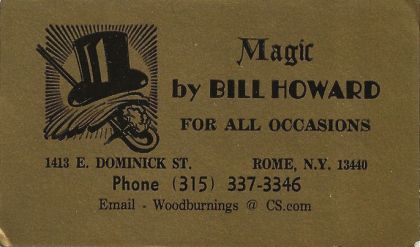 Magic
by BILL HOWARD
FOR ALL OCCASIONS
1413 E. DOMINICK ST. ROME, N.Y. 13440
Phone (315) 337-3346
Email - Woodburnings @ CS.com